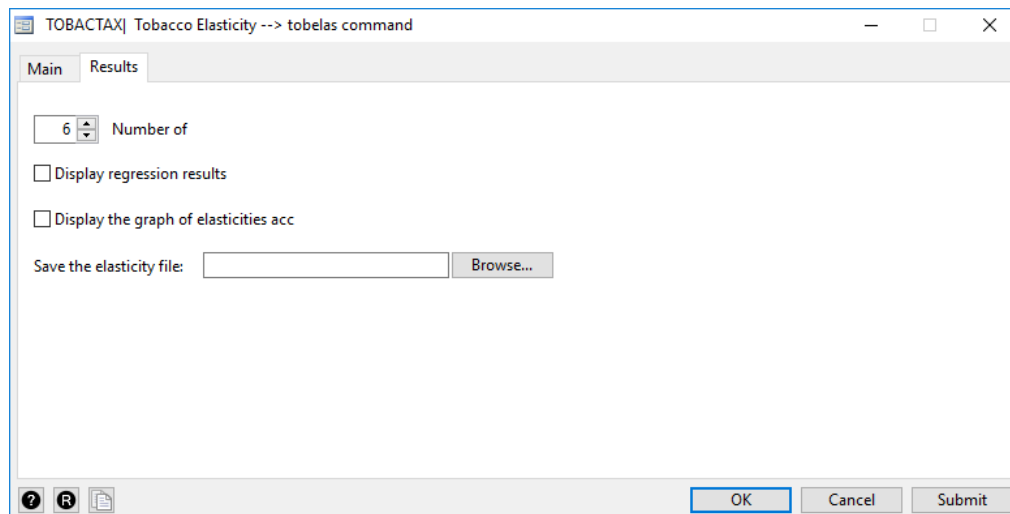 TOBACTAX| Tobacco Elasticity --> tobelas command
Main Results
6 Number of
Display regression results
Display the graph of elasticities acc
Save the elasticity file: Browse...
? R OK Cancel Submit